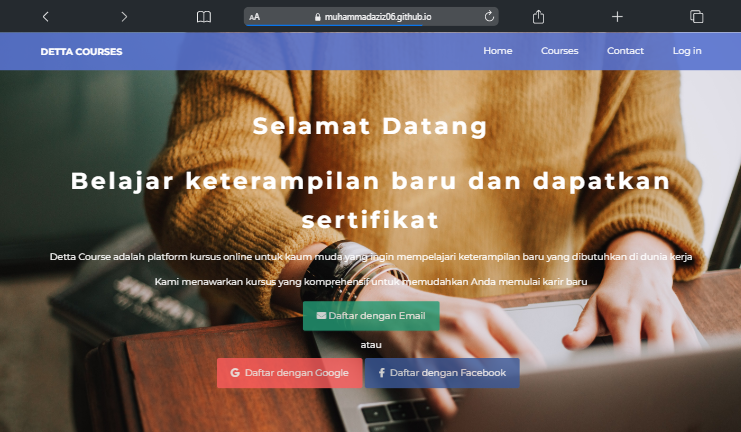 AA muhammadaziz06.github.io
DETTA COURSES Home Courses Contact Log in
Selamat Datang
Belajar keterampilan baru dan dapatkan
sertifikat
Detta Course adalah platform kursus online untuk kaum muda yang ingin mempelajari keterampilan baru yang dibutuhkan di dunia kerja
Kami menawarkan kursus yang komprehensif untuk memudahkan Anda memulai karir baru
Daftar dengan Email
atau
G Daftar dengan Google f Daftar dengan Facebook